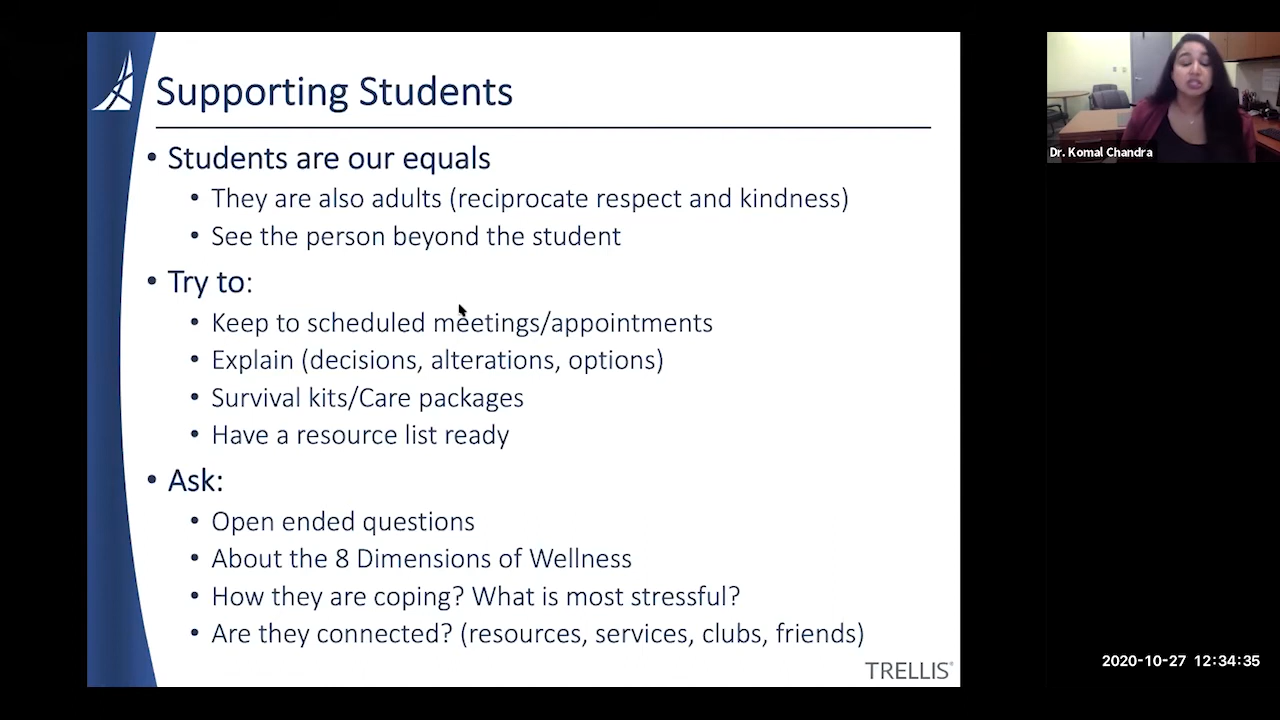 Supporting Students
• Students are our equals
• They are also adults (reciprocate respect and kindness)
• See the person beyond the student
• Try to:
• Keep to scheduled meetings/appointments
• Explain (decisions, alterations, options)
• Survival kits/Care packages
• Have a resource list ready
• Ask:
• Open ended questions
• About the 8 Dimensions of Wellness
• How they are coping? What is most stressful?
• Are they connected? (resources, services, clubs, friends)
TRELLIS®
Dr. Komal Chandra
2020-10-27 12:34:35